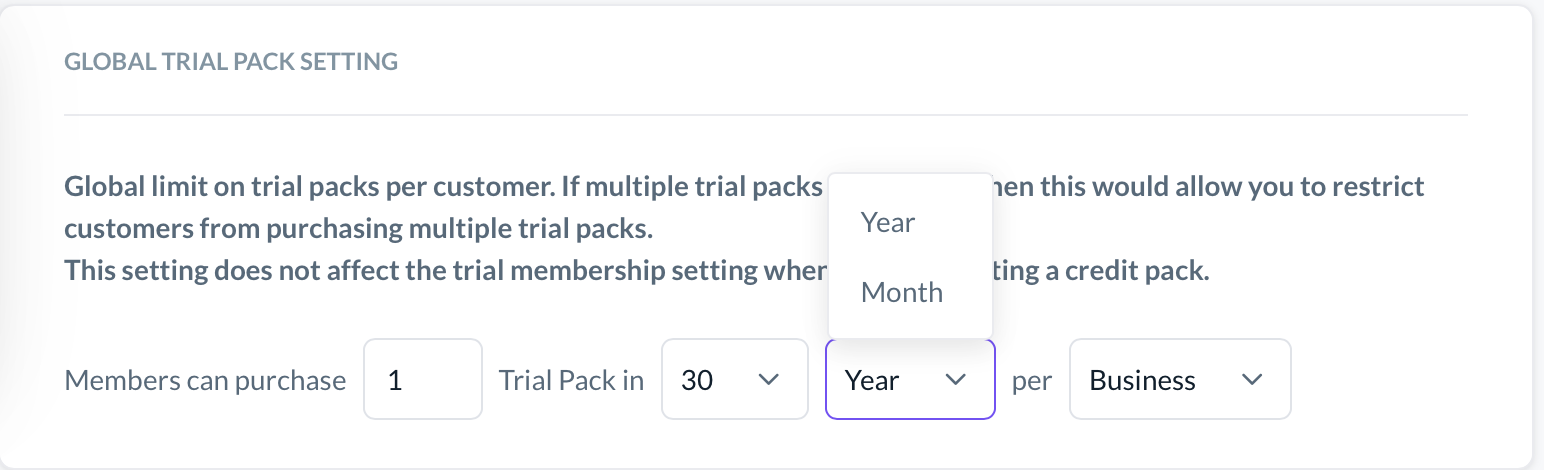 GLOBAL TRIAL PACK SETTING
Global limit on trial packs per customer. If multiple trial packs hen this would allow you to restrict
customers from purchasing multiple trial packs.
This setting does not affect the trial membership setting when ting a credit pack.
Year
Month
Members can purchase 1 Trial Pack in 30 Year per Business